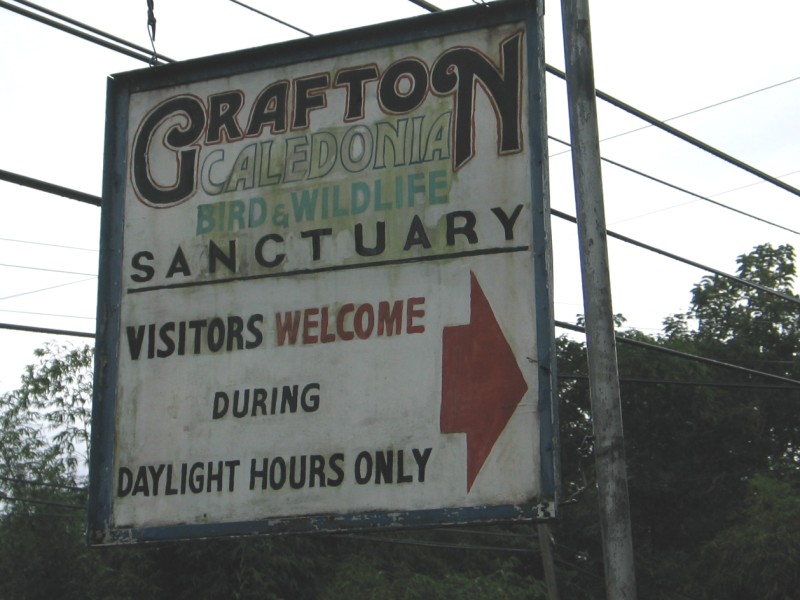 GRAFTON
CALEDONIA
BIRD & WILDLIFE
SANCTUARY
VISITORS WELCOME
DURING
DAYLIGHT HOURS ONLY